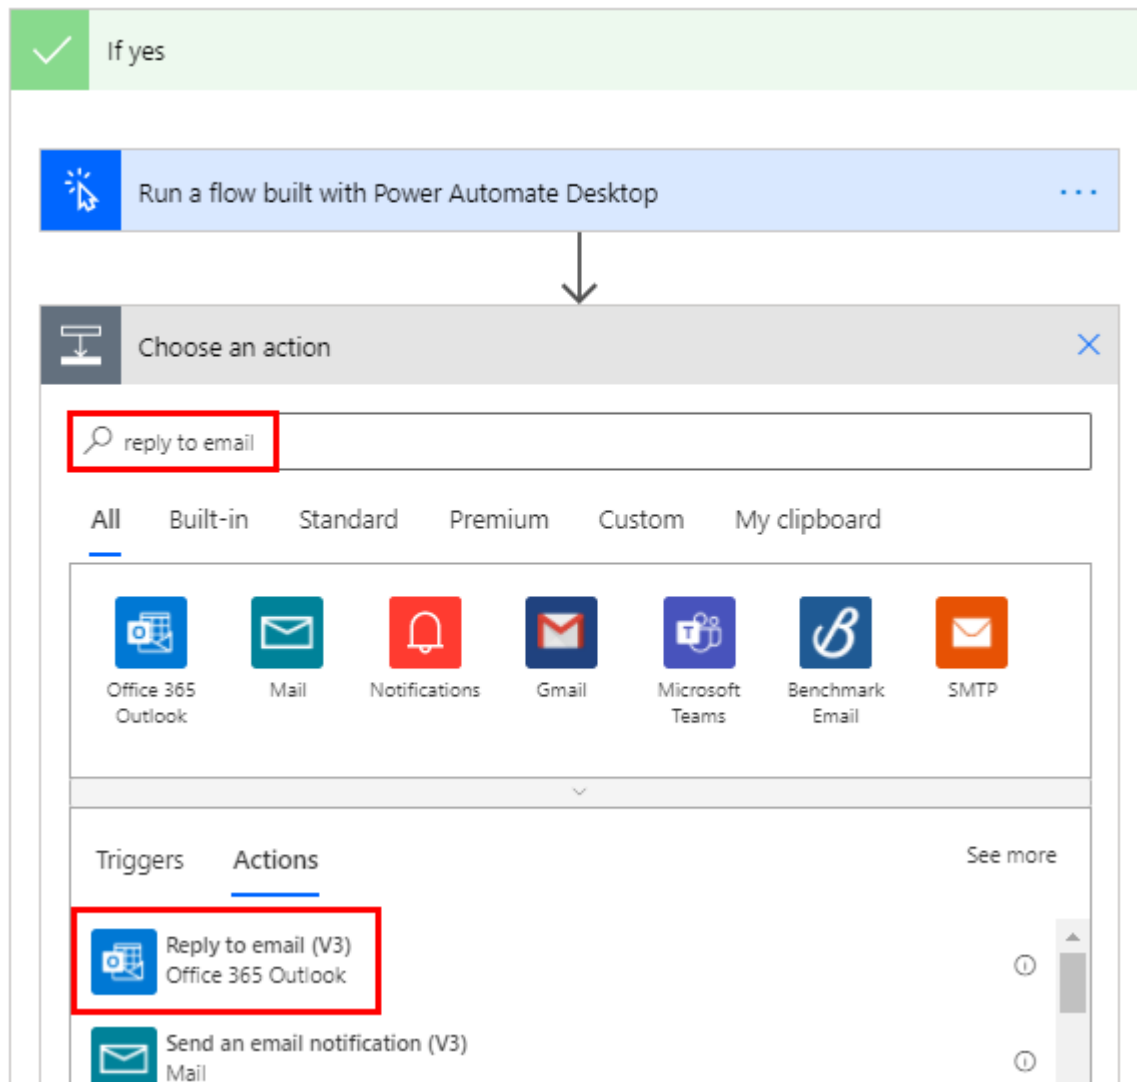 If yes
Run a flow built with Power Automate Desktop
Choose an action
reply to email
All Built-in Standard Premium Custom My clipboard
Office 365 Mail Notifications Gmail Microsoft Benchmark SMTP
Outlook Teams Email
Triggers Actions See more
Reply to email (V3)
Office 365 Outlook
Send an email notification (V3)
Mail